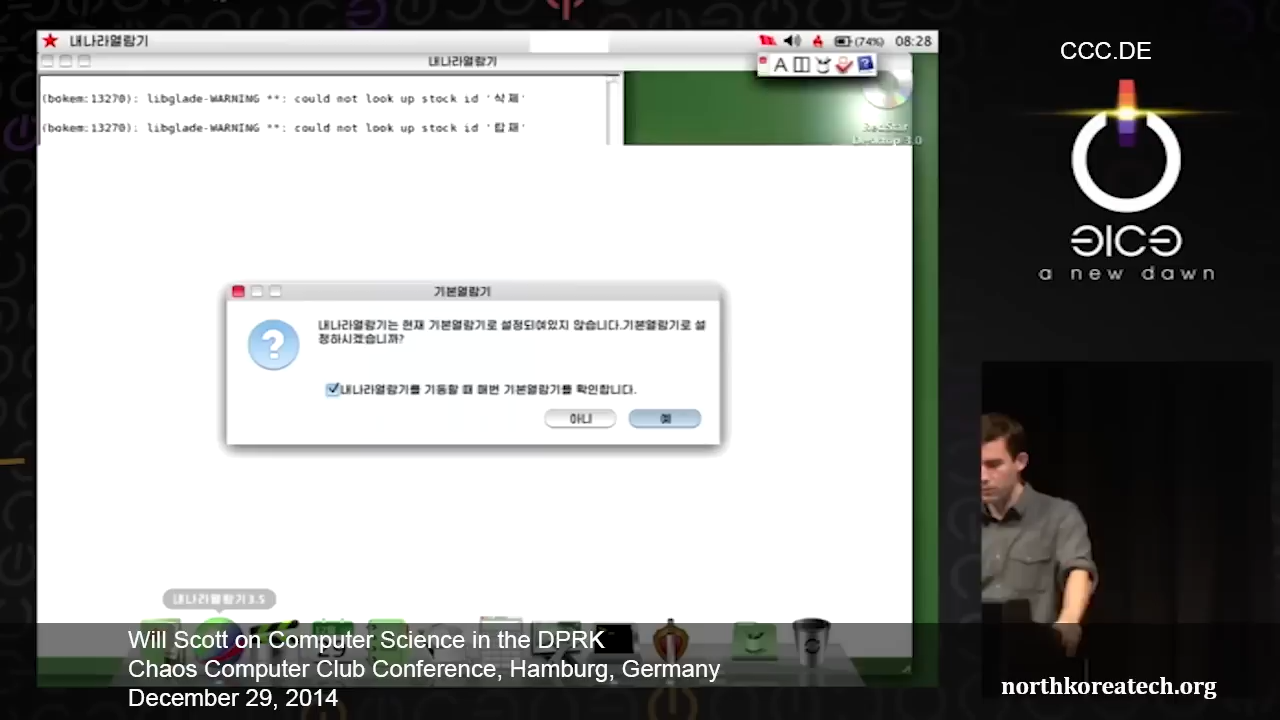 내나라열람기
(74%) 08:28
내나라열람기
(bokem:13270): libglade-WARNING **: could not look up stock id '삭제'
(bokem:13270): libglade-WARNING **: could not look up stock id '탑재'
RedStar
Desktop 3.0
기본열람기
내나라열람기는 현재 기본열람기로 설정되여있지 않습니다.기본열람기로 설
정하시겠습니까?
내나라열람기를 기동할 때 매번 기본열람기를 확인합니다.
아니
예
내나라열람기3.5
CCC.DE
a new dawn
Will Scott on Computer Science in the DPRK
Chaos Computer Club Conference, Hamburg, Germany
December 29, 2014
northkoreatech.org